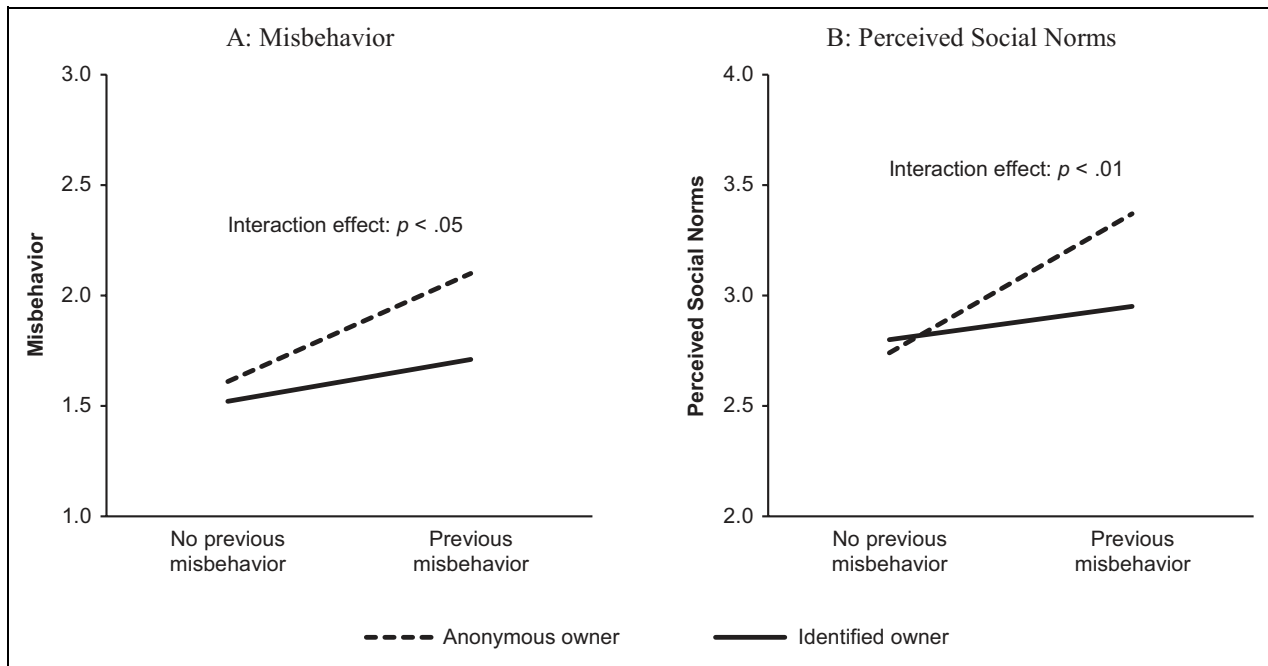 A: Misbehavior
3.0
2.5
2.0
1.5
1.0
Misbehavior
Interaction effect: p < .05
No previous
misbehavior
Previous
misbehavior
B: Perceived Social Norms
4.0
3.5
3.0
2.5
2.0
Perceived Social Norms
Interaction effect: p < .01
No previous
misbehavior
Previous
misbehavior
Anonymous owner
Identified owner